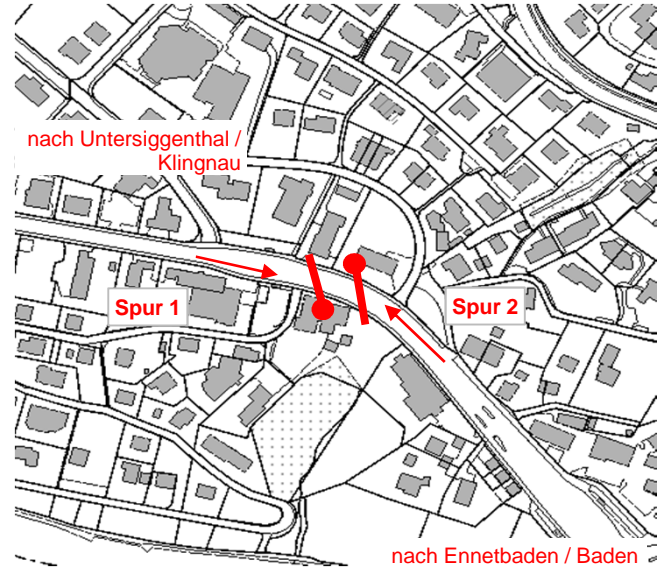 nach Untersiggenthal /
Klingnau
Spur 1
Spur 2
nach Ennetbaden / Baden